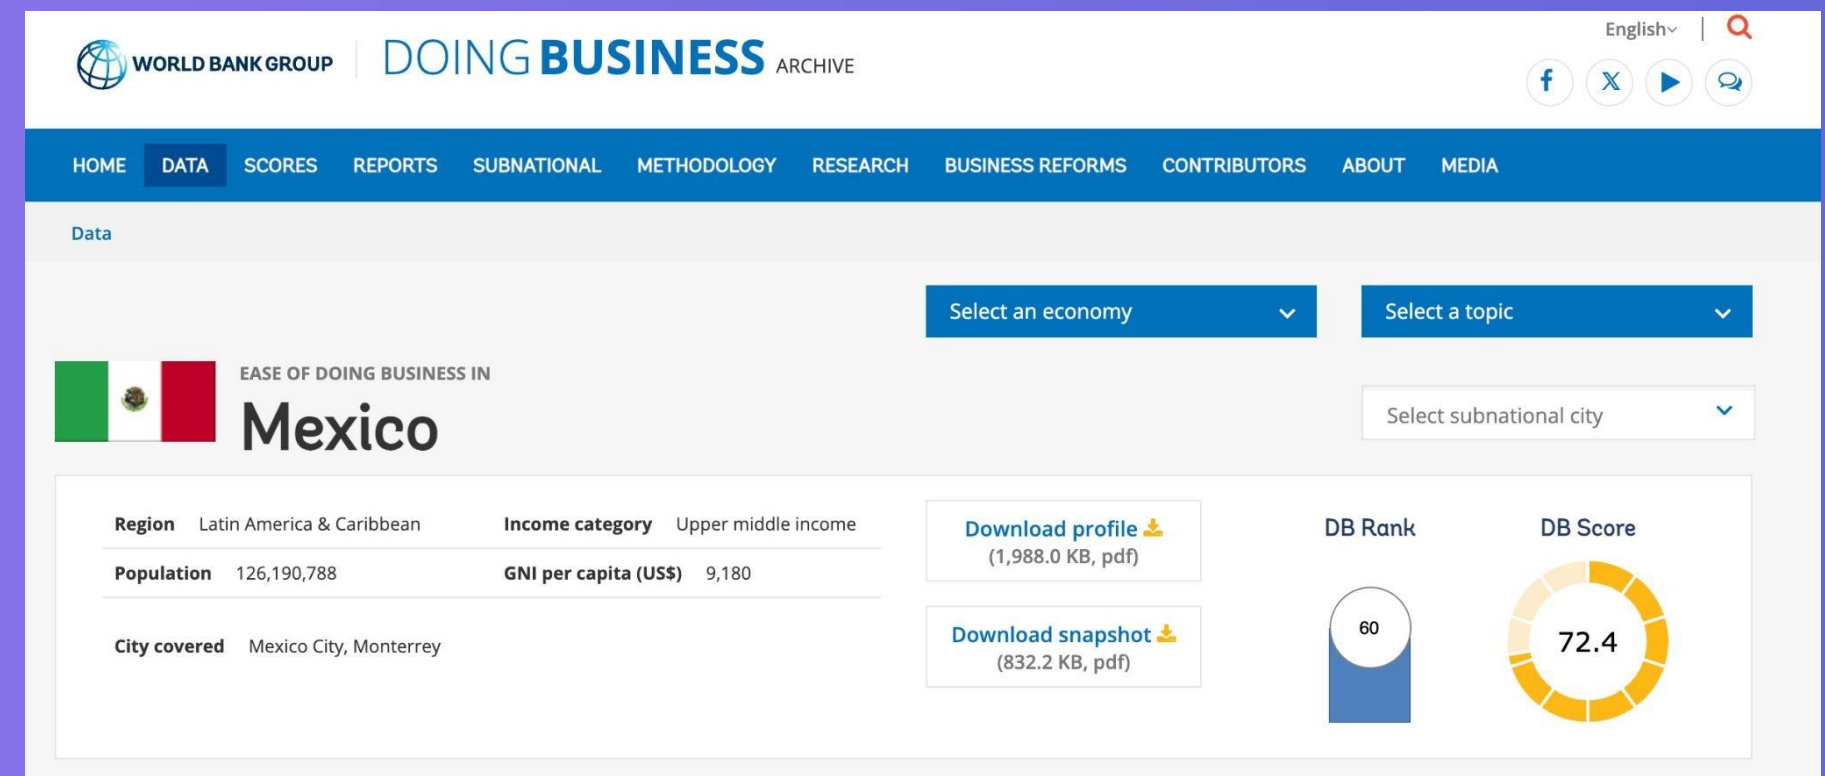 English
WORLD BANK GROUP
DOING BUSINESS ARCHIVE
HOME DATA SCORES REPORTS SUBNATIONAL METHODOLOGY RESEARCH BUSINESS REFORMS CONTRIBUTORS ABOUT MEDIA
Data
Select an economy
Select a topic
EASE OF DOING BUSINESS IN
Mexico
Select subnational city
Region Latin America & Caribbean
Income category Upper middle income
Population 126,190,788
GNI per capita (US$) 9,180
City covered Mexico City, Monterrey
Download profile
(1,988.0 KB, pdf)
Download snapshot
(832.2 KB, pdf)
DB Rank
60
DB Score
72.4